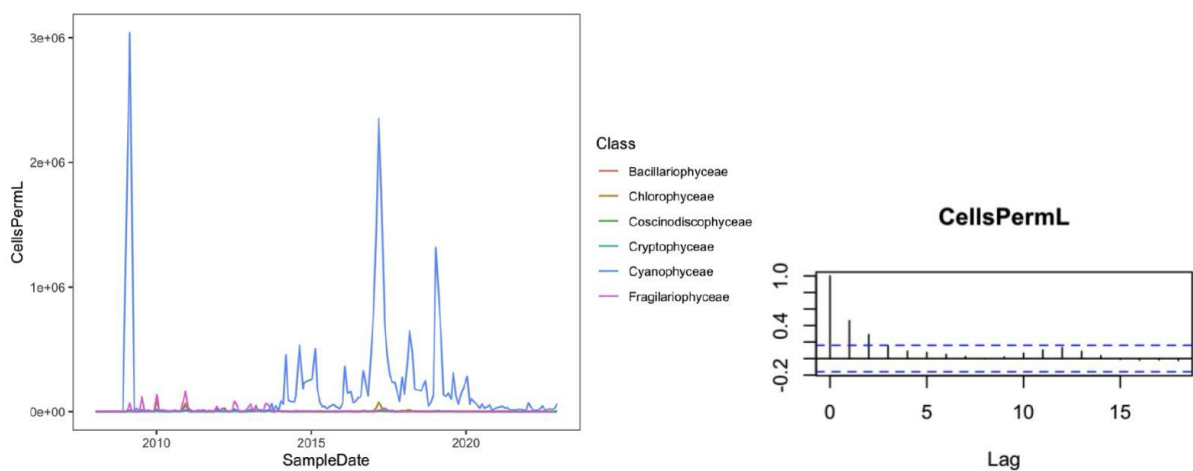 3e+06
2e+06
1e+06
0e+00
CellsPermL
2010
2015
2020
SampleDate
Class
Bacillariophyceae
Chlorophyceae
Coscinodiscophyceae
Cryptophyceae
Cyanophyceae
Fragilariophyceae
CellsPermL
1.0
0.4
-0.2
0
5
10
15
Lag